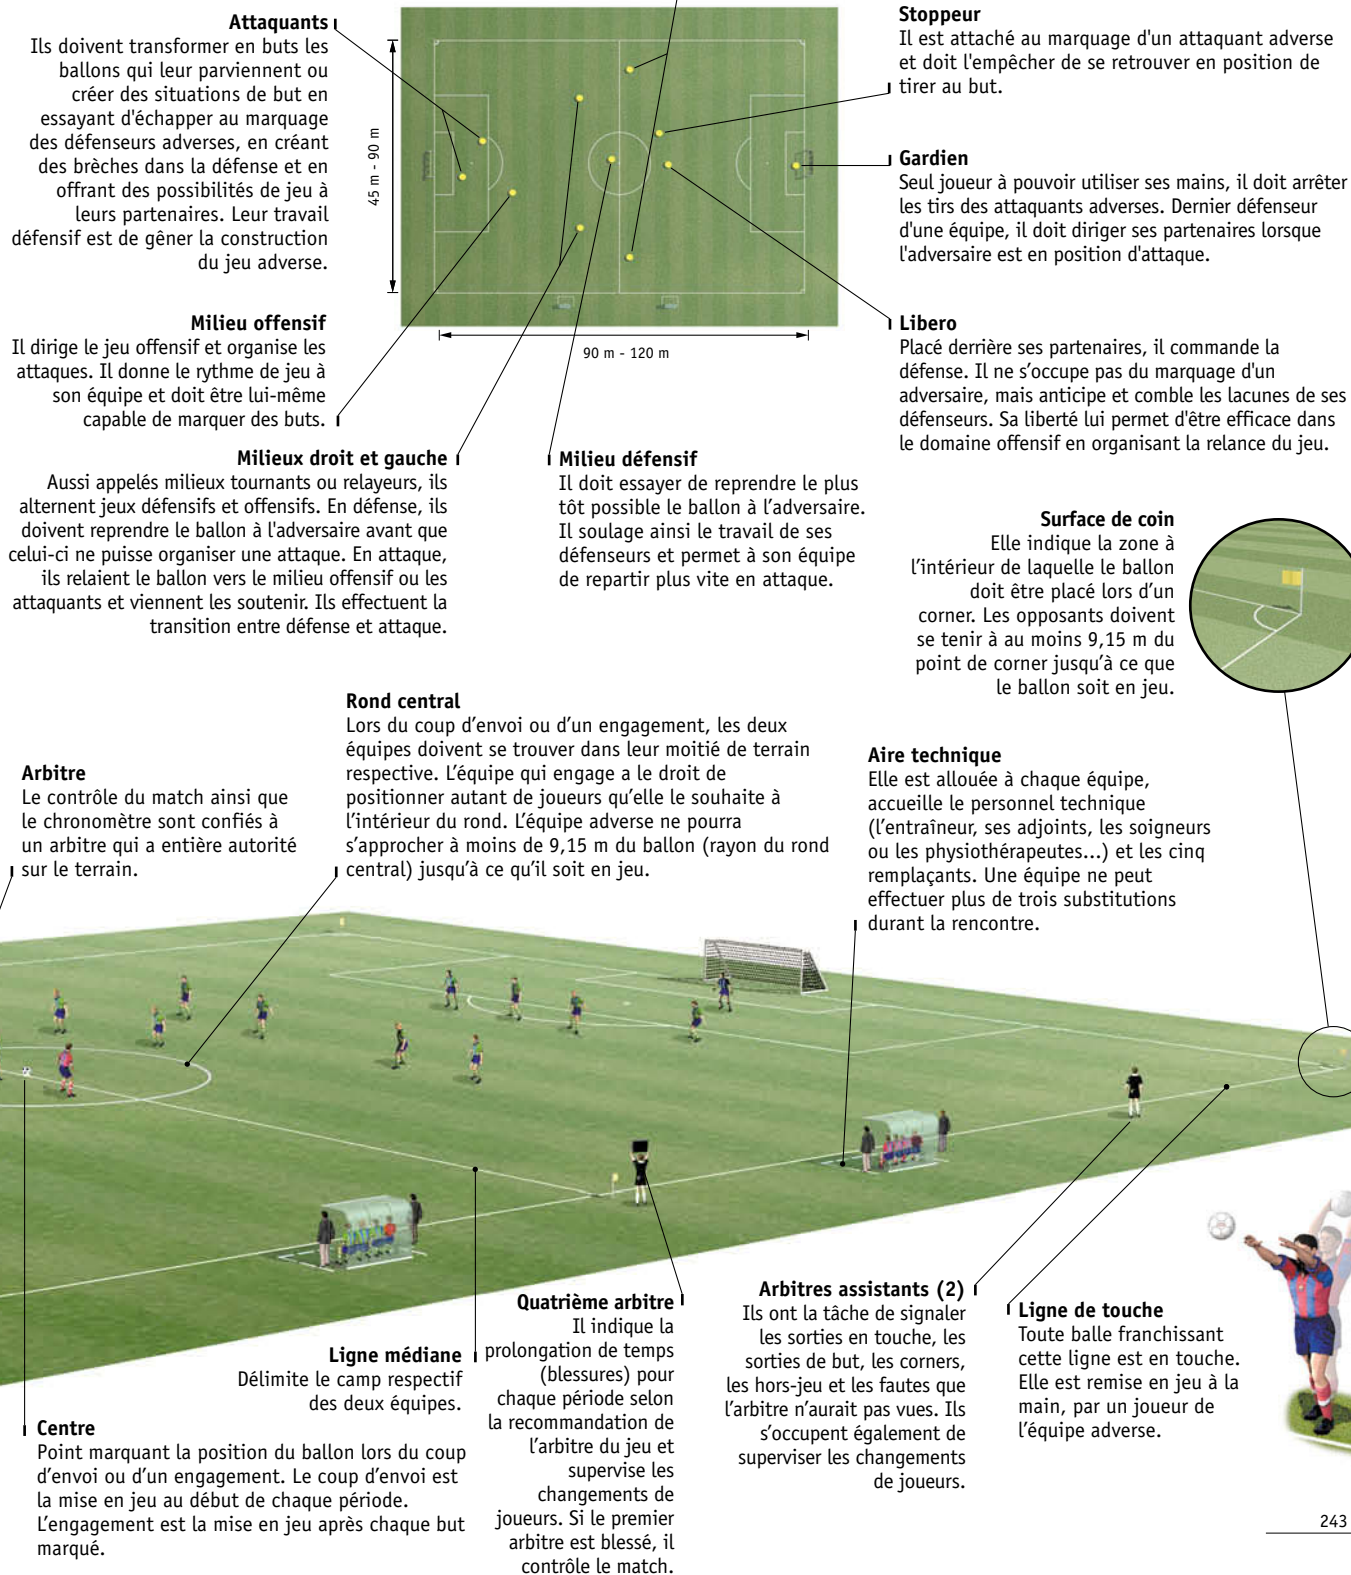 Attaquants
Ils doivent transformer en buts les
ballons qui leur parviennent ou
créer des situations de but en
essayant d'échapper au marquage
des défenseurs adverses, en créant
des brèches dans la défense et en
offrant des possibilités de jeu à
leurs partenaires. Leur travail
défensif est de gêner la construction
du jeu adverse.
45 m - 90 m
90 m - 120 m
Stoppeur
Il est attaché au marquage d'un attaquant adverse
et doit l'empêcher de se retrouver en position de
tirer au but.
Gardien
Seul joueur à pouvoir utiliser ses mains, il doit arrêter
les tirs des attaquants adverses. Dernier défenseur
d'une équipe, il doit diriger ses partenaires lorsque
l'adversaire est en position d'attaque.
Milieu offensif
Il dirige le jeu offensif et organise les
attaques. Il donne le rythme de jeu à
son équipe et doit être lui-même
capable de marquer des buts.
Libero
Placé derrière ses partenaires, il commande la
défense. Il ne s’occupe pas du marquage d'un
adversaire, mais anticipe et comble les lacunes de ses
défenseurs. Sa liberté lui permet d'être efficace dans
le domaine offensif en organisant la relance du jeu.
Milieux droit et gauche
Aussi appelés milieux tournants ou relayeurs, ils
alternent jeux défensifs et offensifs. En défense, ils
doivent reprendre le ballon à l'adversaire avant que
celui-ci ne puisse organiser une attaque. En attaque,
ils relaient le ballon vers le milieu offensif ou les
attaquants et viennent les soutenir. Ils effectuent la
transition entre défense et attaque.
Milieu défensif
Il doit essayer de reprendre le plus
tôt possible le ballon à l’adversaire.
Il soulage ainsi le travail de ses
défenseurs et permet à son équipe
de repartir plus vite en attaque.
Surface de coin
Elle indique la zone à
l’intérieur de laquelle le ballon
doit être placé lors d’un
corner. Les opposants doivent
se tenir à au moins 9,15 m du
point de corner jusqu’à ce que
le ballon soit en jeu.
Arbitre
Le contrôle du match ainsi que
le chronomètre sont confiés à
un arbitre qui a entière autorité
sur le terrain.
Rond central
Lors du coup d’envoi ou d’un engagement, les deux
équipes doivent se trouver dans leur moitié de terrain
respective. L’équipe qui engage a le droit de
positionner autant de joueurs qu’elle le souhaite à
l’intérieur du rond. L’équipe adverse ne pourra
s’approcher à moins de 9,15 m du ballon (rayon du rond
central) jusqu’à ce qu’il soit en jeu.
Aire technique
Elle est allouée à chaque équipe,
accueille le personnel technique
(l’entraîneur, ses adjoints, les soigneurs
ou les physiothérapeutes...) et les cinq
remplaçants. Une équipe ne peut
effectuer plus de trois substitutions
durant la rencontre.
Ligne médiane
Délimite le camp respectif
des deux équipes.
Centre
Point marquant la position du ballon lors du coup
d’envoi ou d’un engagement. Le coup d’envoi est
la mise en jeu au début de chaque période.
L’engagement est la mise en jeu après chaque but
marqué.
Quatrième arbitre
Il indique la
prolongation de temps
(blessures) pour
chaque période selon
la recommandation de
l’arbitre du jeu et
supervise les
changements de
joueurs. Si le premier
arbitre est blessé, il
contrôle le match.
Arbitres assistants (2)
Ils ont la tâche de signaler
les sorties en touche, les
sorties de but, les corners,
les hors-jeu et les fautes que
l’arbitre n’aurait pas vues. Ils
s’occupent également de
superviser les changements
de joueurs.
Ligne de touche
Toute balle franchissant
cette ligne est en touche.
Elle est remise en jeu à la
main, par un joueur de
l’équipe adverse.
243